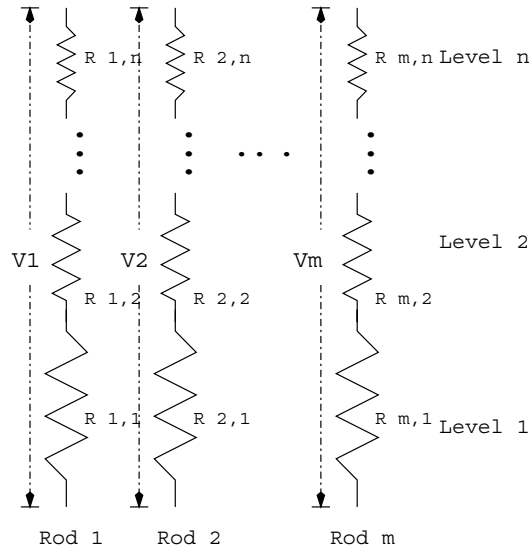 R 1,n R 2,n R m,n Level n
Level 2
V1 V2 Vm
R 1,2 R 2,2 R m,2
R 1,1 R 2,1 R m,1 Level 1
Rod 1 Rod 2 Rod m